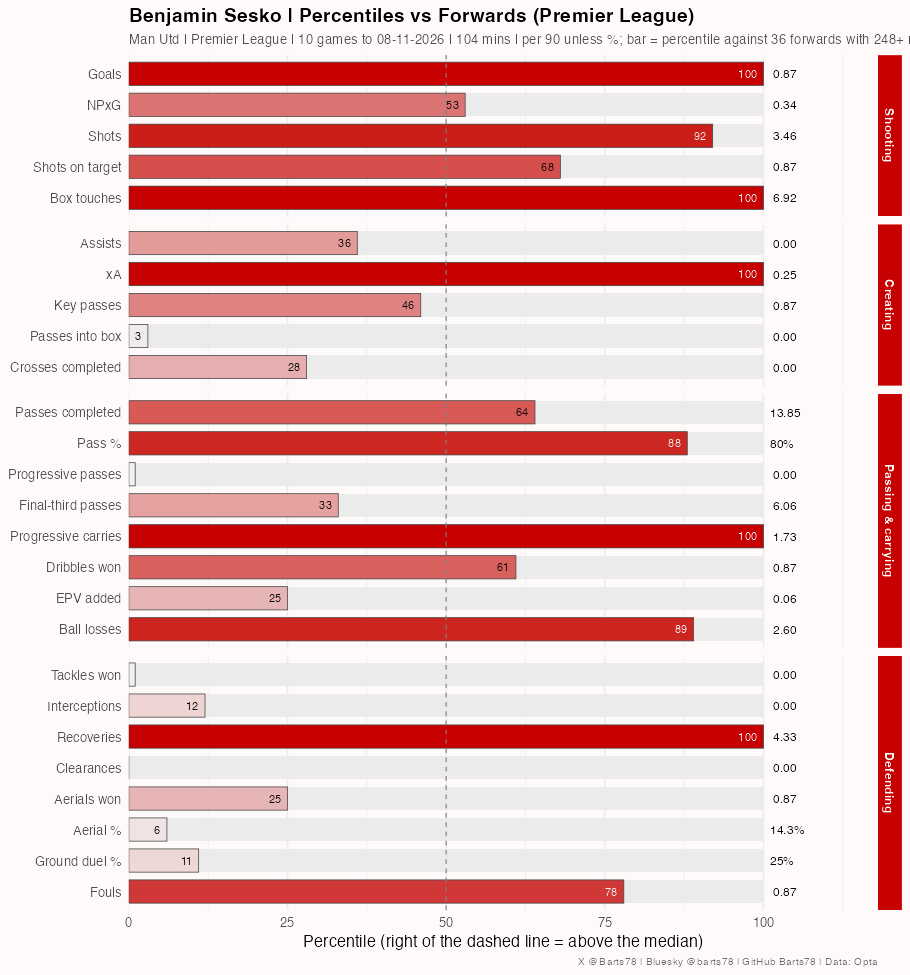 Benjamin Sesko | Percentiles vs Forwards (Premier League)
Man Utd | Premier League | 10 games to 08-11-2026 | 104 mins | per 90 unless %; bar = percentile against 36 forwards with 248+
Goals 100 0.87
NPxG 53 0.34
Shots 92 3.46
Shots on target 68 0.87
Box touches 100 6.92
Shooting
Assists 36 0.00
xA 100 0.25
Key passes 46 0.87
Passes into box 3 0.00
Crosses completed 28 0.00
Creating
Passes completed 64 13.85
Pass % 88 80%
Progressive passes 0.00
Final-third passes 33 6.06
Progressive carries 100 1.73
Dribbles won 61 0.87
EPV added 25 0.06
Ball losses 89 2.60
Passing & carrying
Tackles won 0.00
Interceptions 12 0.00
Recoveries 100 4.33
Clearances 0.00
Aerials won 25 0.87
Aerial % 6 14.3%
Ground duel % 11 25%
Fouls 78 0.87
Defending
0 25 50 75 100
Percentile (right of the dashed line = above the median)
X @Barts78 | Bluesky @barts78 | GitHub Barts78 | Data: Opta